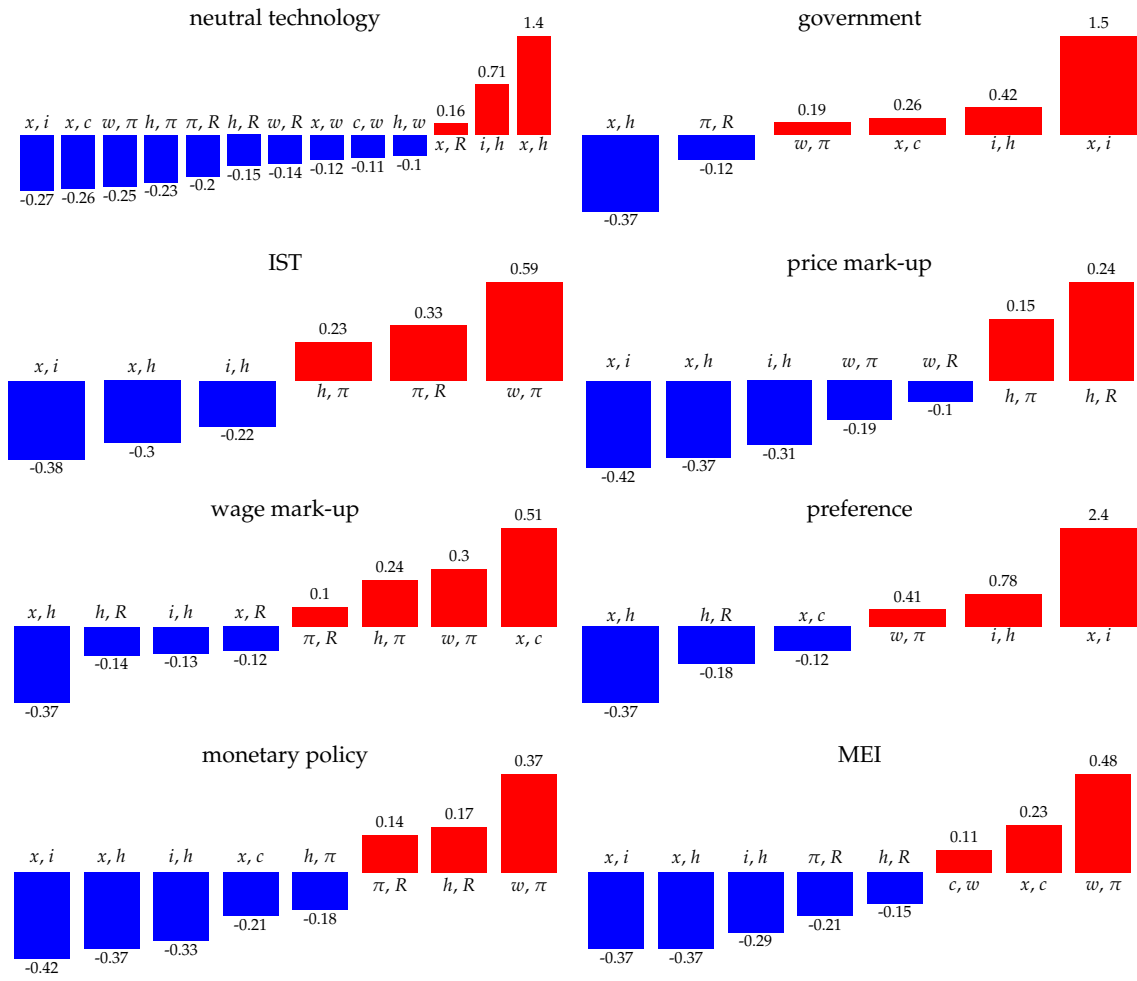 neutral technology
1.4
0.71
0.16
x, i x, c w, π h, π π, R h, R w, R x, w c, w h, w
x, R i, h x, h
-0.27 -0.26 -0.25 -0.23 -0.2 -0.15 -0.14 -0.12 -0.11 -0.1
government
1.5
0.42
0.26
0.19
x, h π, R
w, π x, c i, h x, i
-0.12
-0.37
IST
0.59
0.33
0.23
x, i x, h i, h
h, π π, R w, π
-0.22
-0.3
-0.38
price mark-up
0.24
0.15
x, i x, h i, h w, π w, R
h, π h, R
-0.1
-0.19
-0.31
-0.37
-0.42
wage mark-up
0.51
0.3
0.24
0.1
x, h h, R i, h x, R
π, R h, π w, π x, c
-0.14 -0.13 -0.12
-0.37
preference
2.4
0.78
0.41
x, h h, R x, c
w, π i, h x, i
-0.12
-0.18
-0.37
monetary policy
0.37
0.17
0.14
x, i x, h i, h x, c h, π
π, R h, R w, π
-0.18
-0.21
-0.33
-0.37
-0.42
MEI
0.48
0.23
0.11
x, i x, h i, h π, R h, R
c, w x, c w, π
-0.15
-0.21
-0.29
-0.37 -0.37